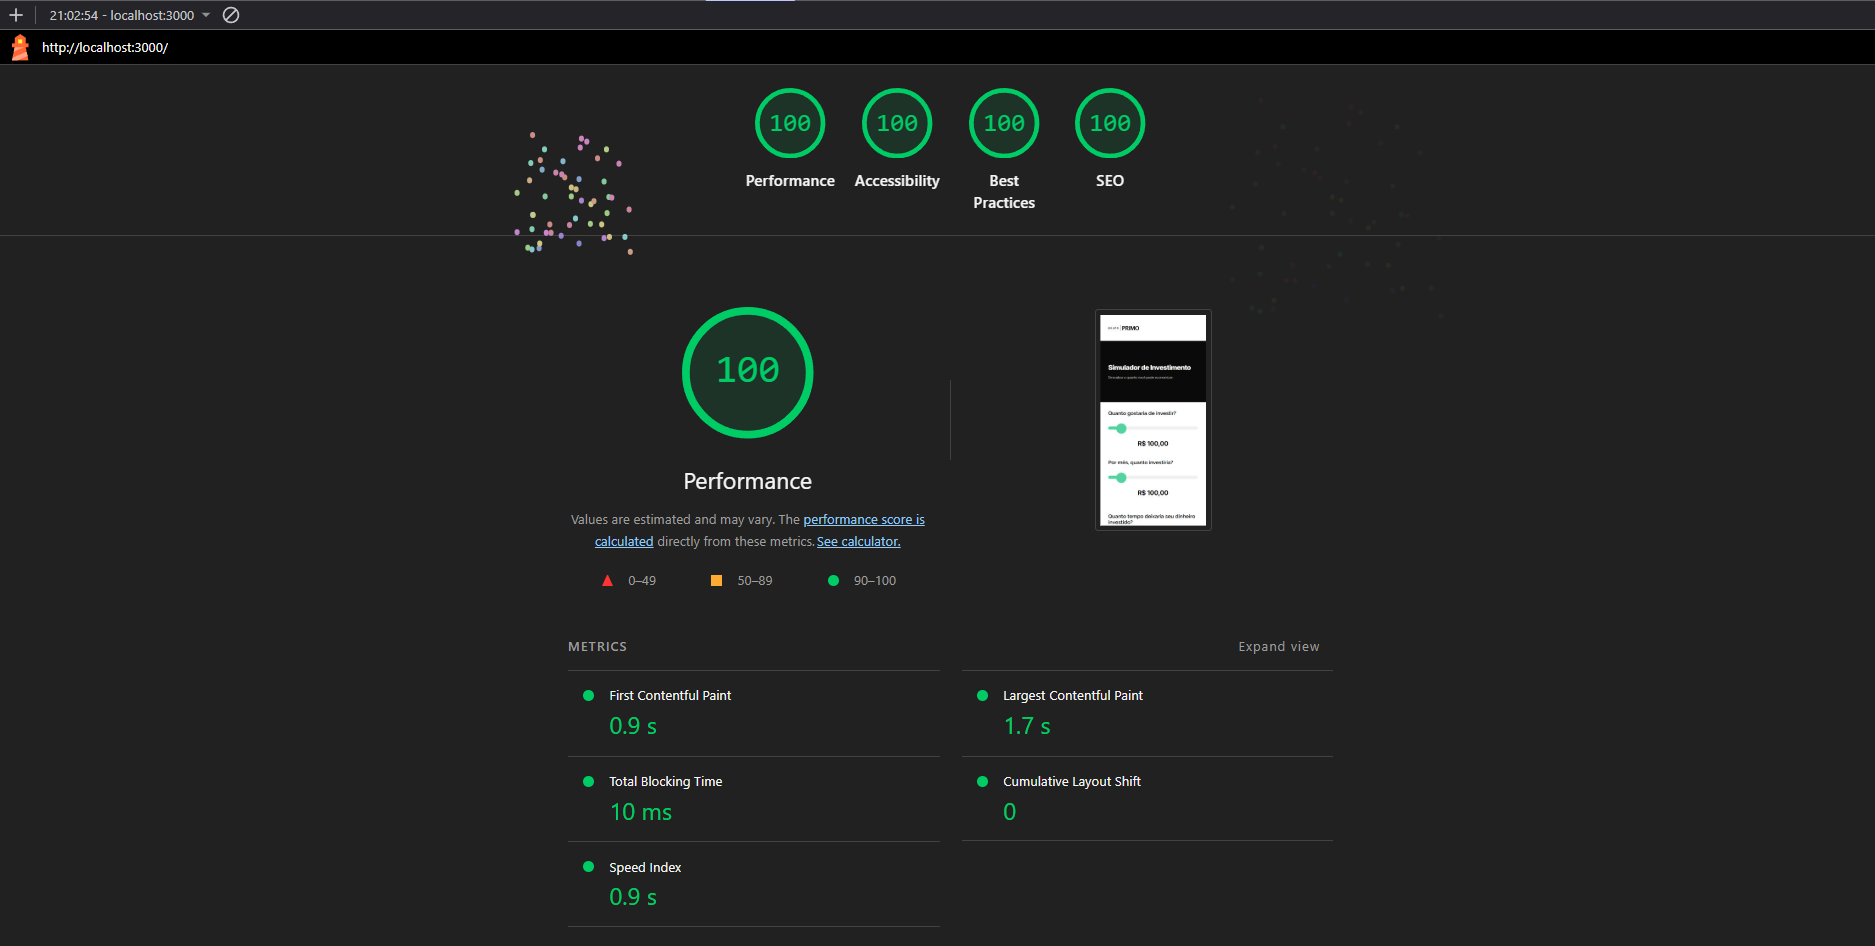 21:02:54 - localhost:3000
http://localhost:3000/
100 100 100 100
Performance Accessibility Best Practices SEO
100
Performance
Values are estimated and may vary. The performance score is
calculated directly from these metrics. See calculator.
0–49 50–89 90–100
PRIMO
Simulador de Investimento
Quanto gostaria de investir?
R$ 100,00
Por mês, quanto investiria?
R$ 100,00
Quanto tempo deixaria seu dinheiro
investido?
METRICS
Expand view
First Contentful Paint
0.9 s
Largest Contentful Paint
1.7 s
Total Blocking Time
10 ms
Cumulative Layout Shift
0
Speed Index
0.9 s